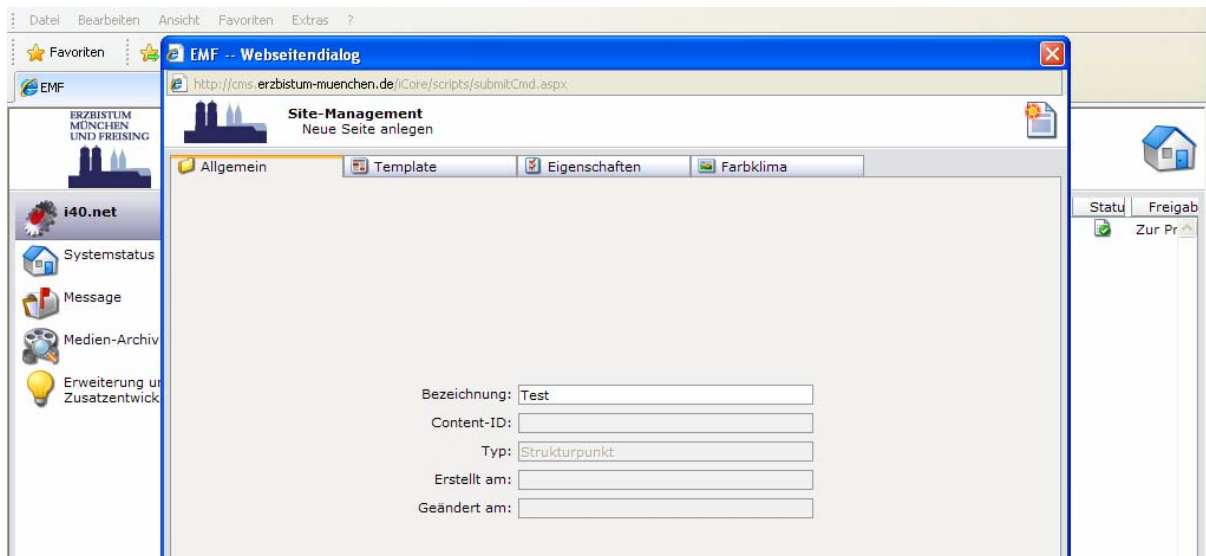 Datei Bearbeiten Ansicht Favoriten Extras ?
Favoriten
EMF -- Webseitendialog
http://cms.erzbistum-muenchen.de/iCore/scripts/submitCmd.aspx
EMF
ERZBISTUM
MÜNCHEN
UND FREISING
Site-Management
Neue Seite anlegen
Allgemein Template Eigenschaften Farbklima
i40.net
Systemstatus
Message
Medien-Archiv
Erweiterung
Zusatzentwick
Statu Freigab
Zur Pr
Bezeichnung: Test
Content-ID:
Typ: Strukturpunkt
Erstellt am:
Geändert am: